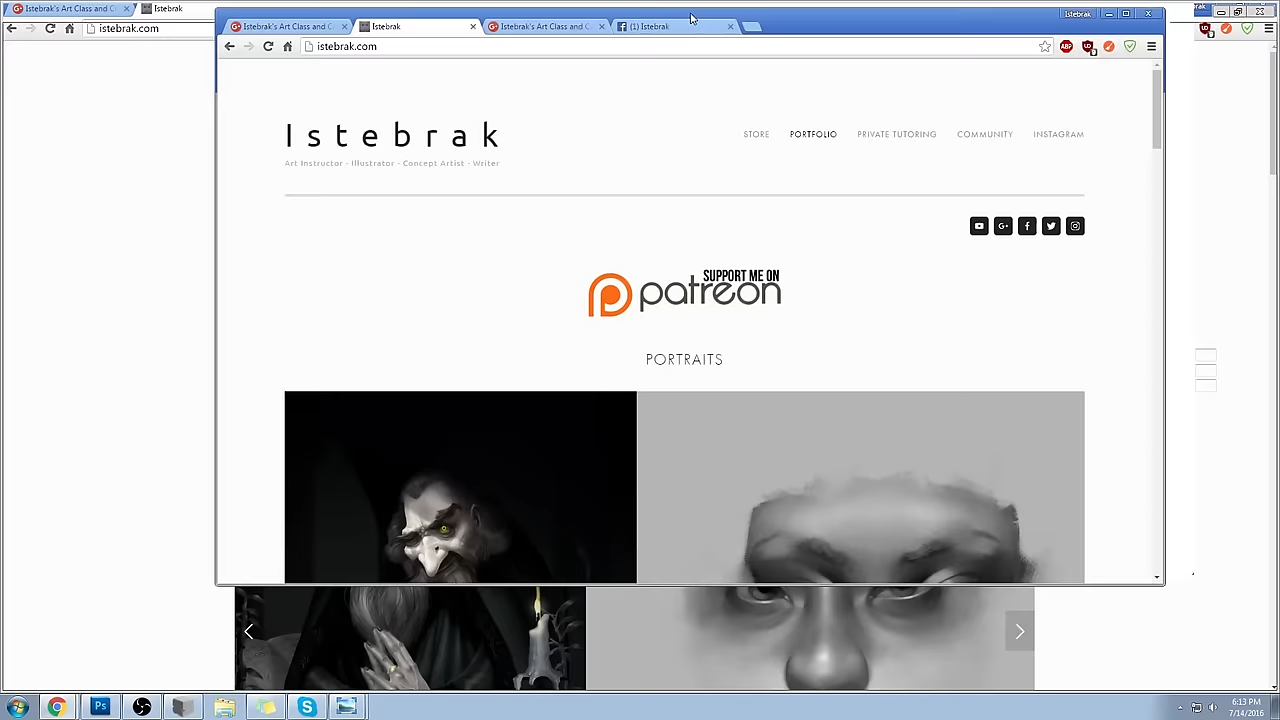 Istebrak's Art Class and C
Istebrak
istebrak.com
Istebrak's Art Class and C
Istebrak
Istebrak's Art Class and C
(1) Istebrak
Istebrak
istebrak.com
ABP
Istebrak
Art Instructor - Illustrator - Concept Artist - Writer
STORE
PORTFOLIO
PRIVATE TUTORING
COMMUNITY
INSTAGRAM
SUPPORT ME ON
patreon
PORTRAITS
Ps
6:13 PM
7/14/2016